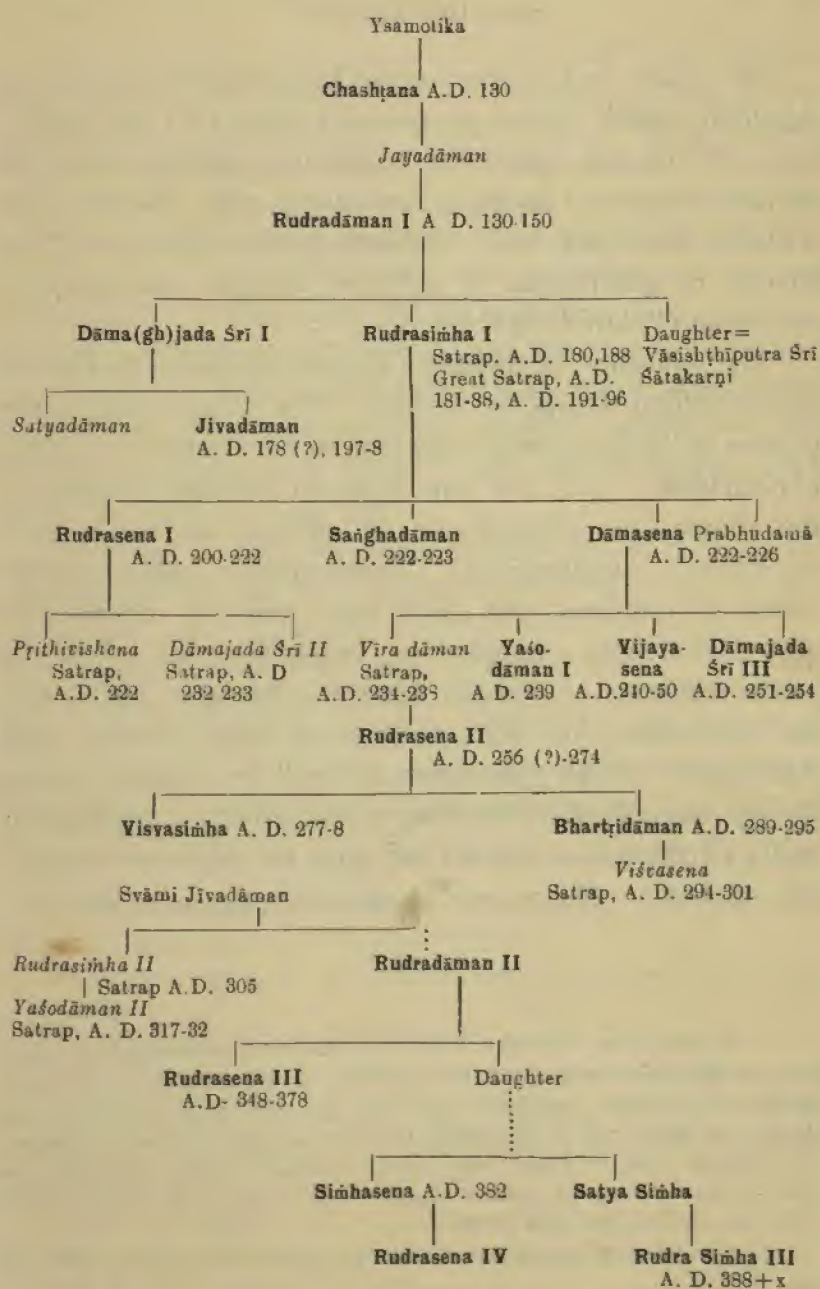 Ysamotika
Chashṭana A.D. 130
Jayadāman
Rudradāman I A D. 130-150
Dāma(gh)jada Śrī I Rudrasiṁha I Daughter=
Satrap. A.D. 180,188 Vāsishṭhīputra Śrī
Great Satrap, A.D. Śātakarṇi
181-88, A. D. 191-96
Satyadāman Jivadāman
A. D. 178 (?), 197-8
Rudrasena I Saṅghadāman Dāmasena Prabhudamā
A. D. 200-222 A. D. 222-223 A. D. 222-226
Pṛithivishena Dāmajada Śrī II Vīra dāman Yaśo- Vijaya- Dāmajada
Satrap, Satrap, A. D Satrap, dāman I sena Śrī III
A.D. 222 232 233 A.D. 234-238 A D. 239 A.D.240-50 A.D. 251-254
Rudrasena II
A. D. 256 (?)-274
Visvasiṁha A. D. 277-8 Bhartṛidāman A.D. 289-295
Viśvasena
Satrap, A. D. 294-301
Svāmi Jīvadāman
Rudrasiṁha II Rudradāman II
Satrap A.D. 305
Yaśodāman II
Satrap, A. D. 317-32
Rudrasena III Daughter
A.D- 348-378
Siṁhasena A.D. 382 Satya Siṁha
Rudrasena IV Rudra Siṁha III
A. D. 388+x